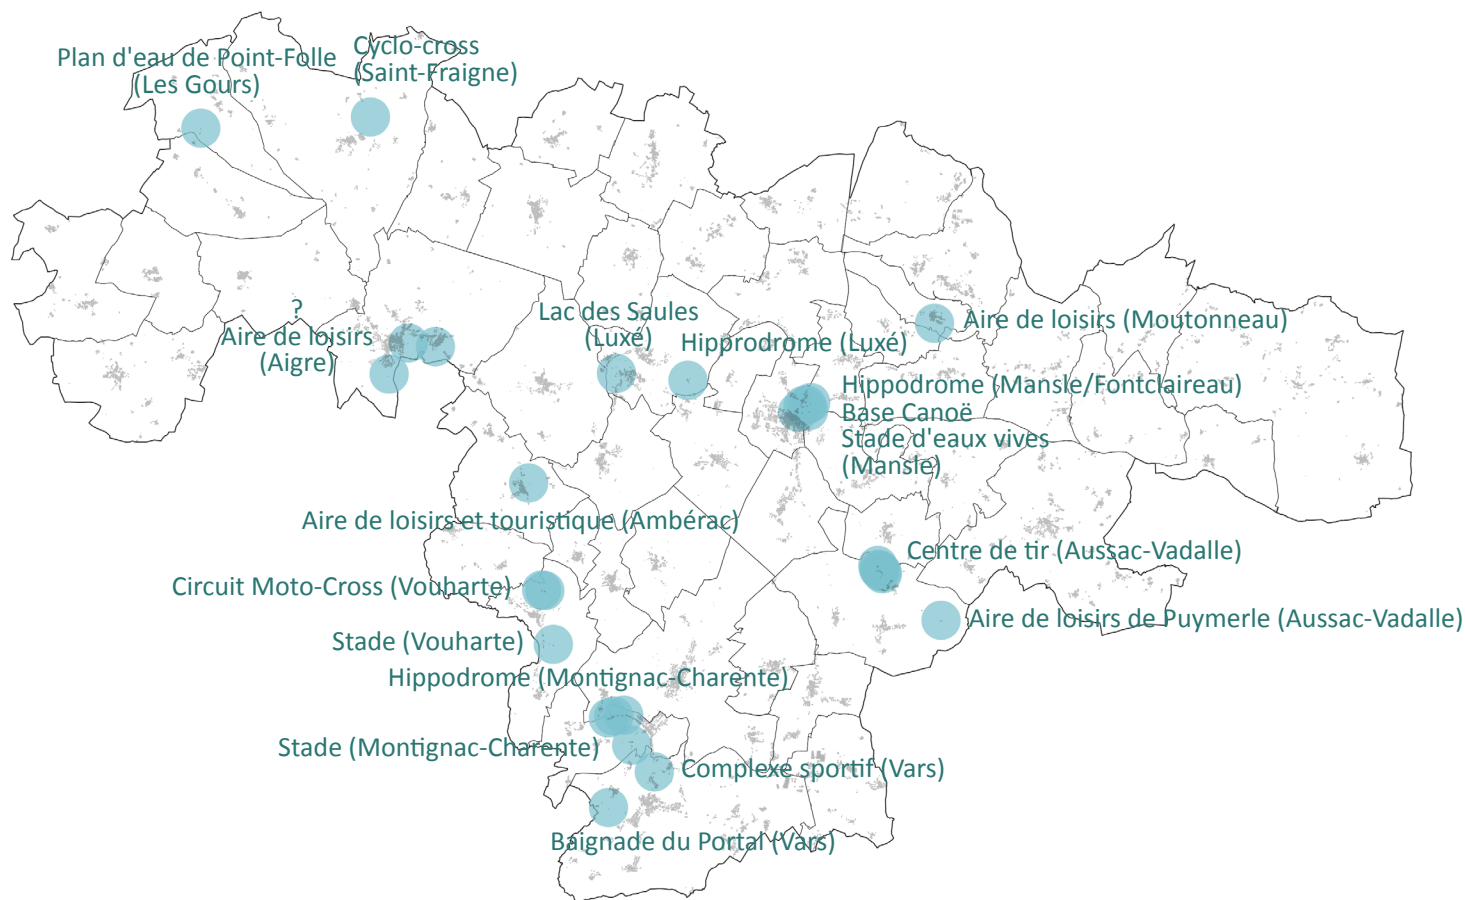 Plan d'eau de Point-Folle
(Les Gours)
Cyclo-cross
(Saint-Fraigne)
?
Aire de loisirs
(Aigre)
Lac des Saules
(Luxé)
Hipprodrome (Luxé)
Aire de loisirs (Moutonneau)
Hippodrome (Mansle/Fontclaireau)
Base Canoë
Stade d'eaux vives
(Mansle)
Aire de loisirs et touristique (Ambérac)
Centre de tir (Aussac-Vadalle)
Circuit Moto-Cross (Vouharte)
Aire de loisirs de Puymerle (Aussac-Vadalle)
Stade (Vouharte)
Hippodrome (Montignac-Charente)
Stade (Montignac-Charente)
Complexe sportif (Vars)
Baignade du Portal (Vars)